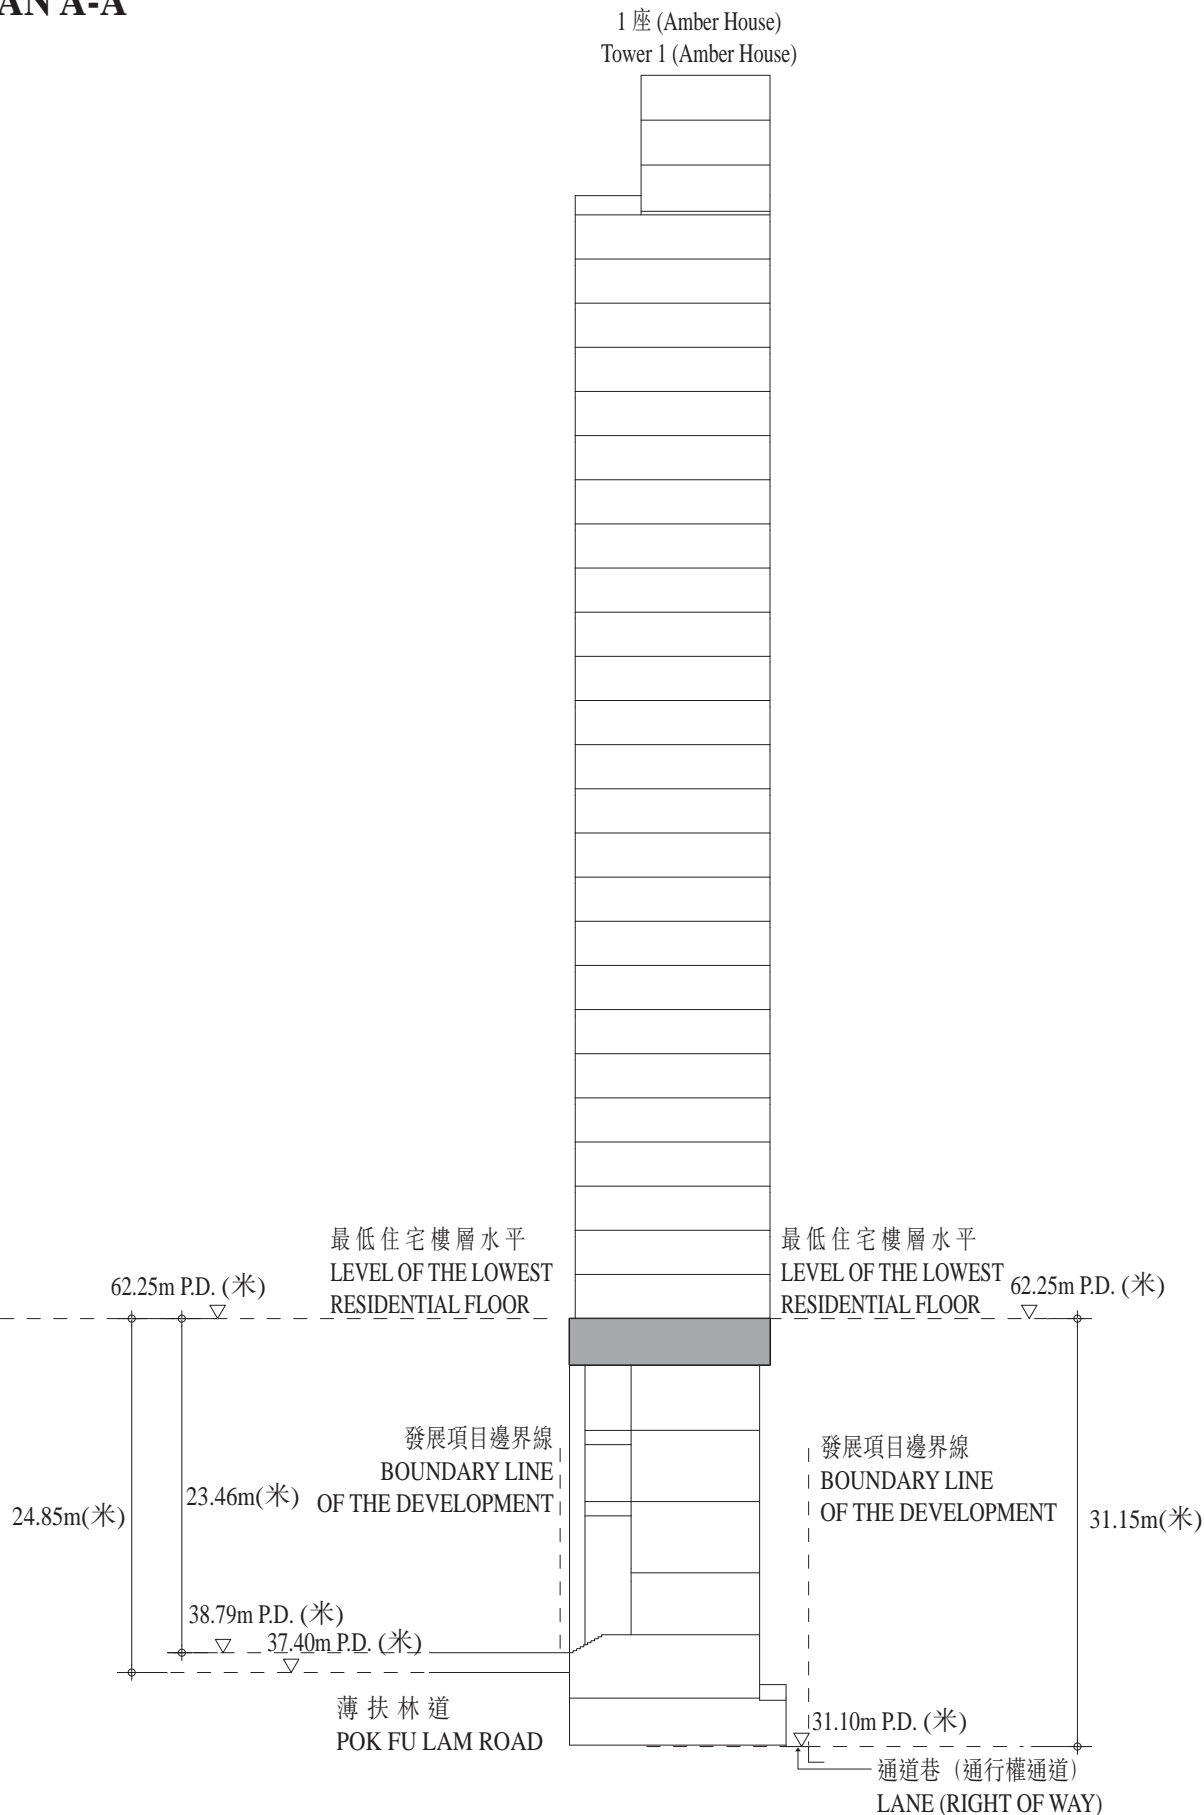 AN A-A
1 座 (Amber House)
Tower 1 (Amber House)
最低住宅樓層水平
LEVEL OF THE LOWEST
RESIDENTIAL FLOOR
62.25m P.D. (米)
最低住宅樓層水平
LEVEL OF THE LOWEST
RESIDENTIAL FLOOR
62.25m P.D. (米)
發展項目邊界線
BOUNDARY LINE
OF THE DEVELOPMENT
發展項目邊界線
BOUNDARY LINE
OF THE DEVELOPMENT
24.85m(米)
23.46m(米)
31.15m(米)
38.79m P.D. (米)
37.40m P.D. (米)
薄扶林道
POK FU LAM ROAD
31.10m P.D. (米)
通道巷（通行權通道）
LANE (RIGHT OF WAY)